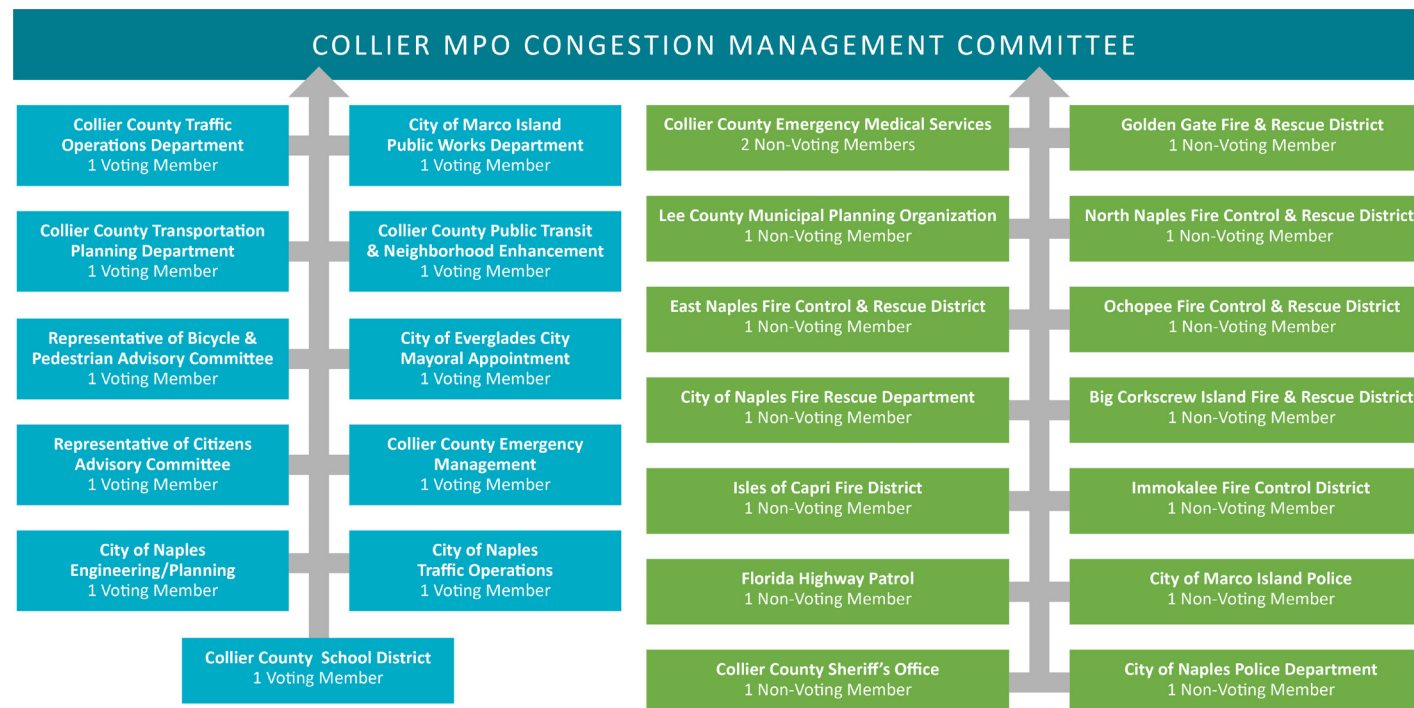 COLLIER MPO CONGESTION MANAGEMENT COMMITTEE
Collier County Traffic
Operations Department
1 Voting Member
City of Marco Island
Public Works Department
1 Voting Member
Collier County Transportation
Planning Department
1 Voting Member
Collier County Public Transit
& Neighborhood Enhancement
1 Voting Member
Representative of Bicycle &
Pedestrian Advisory Committee
1 Voting Member
City of Everglades City
Mayoral Appointment
1 Voting Member
Representative of Citizens
Advisory Committee
1 Voting Member
Collier County Emergency
Management
1 Voting Member
City of Naples
Engineering/Planning
1 Voting Member
City of Naples
Traffic Operations
1 Voting Member
Collier County School District
1 Voting Member
Collier County Emergency Medical Services
2 Non-Voting Members
Golden Gate Fire & Rescue District
1 Non-Voting Member
Lee County Municipal Planning Organization
1 Non-Voting Member
North Naples Fire Control & Rescue District
1 Non-Voting Member
East Naples Fire Control & Rescue District
1 Non-Voting Member
Ochopee Fire Control & Rescue District
1 Non-Voting Member
City of Naples Fire Rescue Department
1 Non-Voting Member
Big Corkscrew Island Fire & Rescue District
1 Non-Voting Member
Isles of Capri Fire District
1 Non-Voting Member
Immokalee Fire Control District
1 Non-Voting Member
Florida Highway Patrol
1 Non-Voting Member
City of Marco Island Police
1 Non-Voting Member
Collier County Sheriff's Office
1 Non-Voting Member
City of Naples Police Department
1 Non-Voting Member